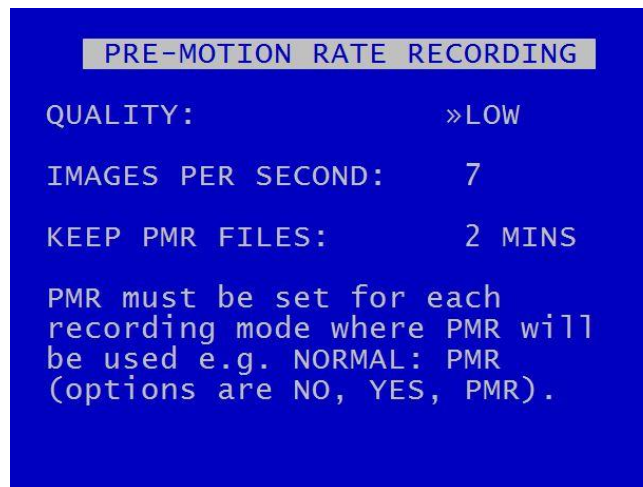 PRE-MOTION RATE RECORDING
QUALITY: »LOW
IMAGES PER SECOND: 7
KEEP PMR FILES: 2 MINS
PMR must be set for each
recording mode where PMR will
be used e.g. NORMAL: PMR
(options are NO, YES, PMR).